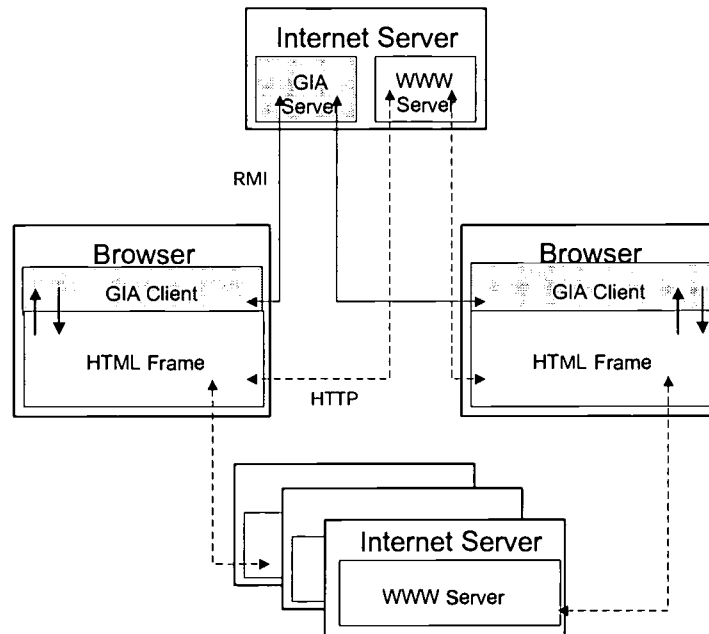 Internet Server
GIA
Server
WWW
Server
RMI
Browser
GIA Client
HTML Frame
Browser
GIA Client
HTML Frame
HTTP
Internet Server
WWW Server